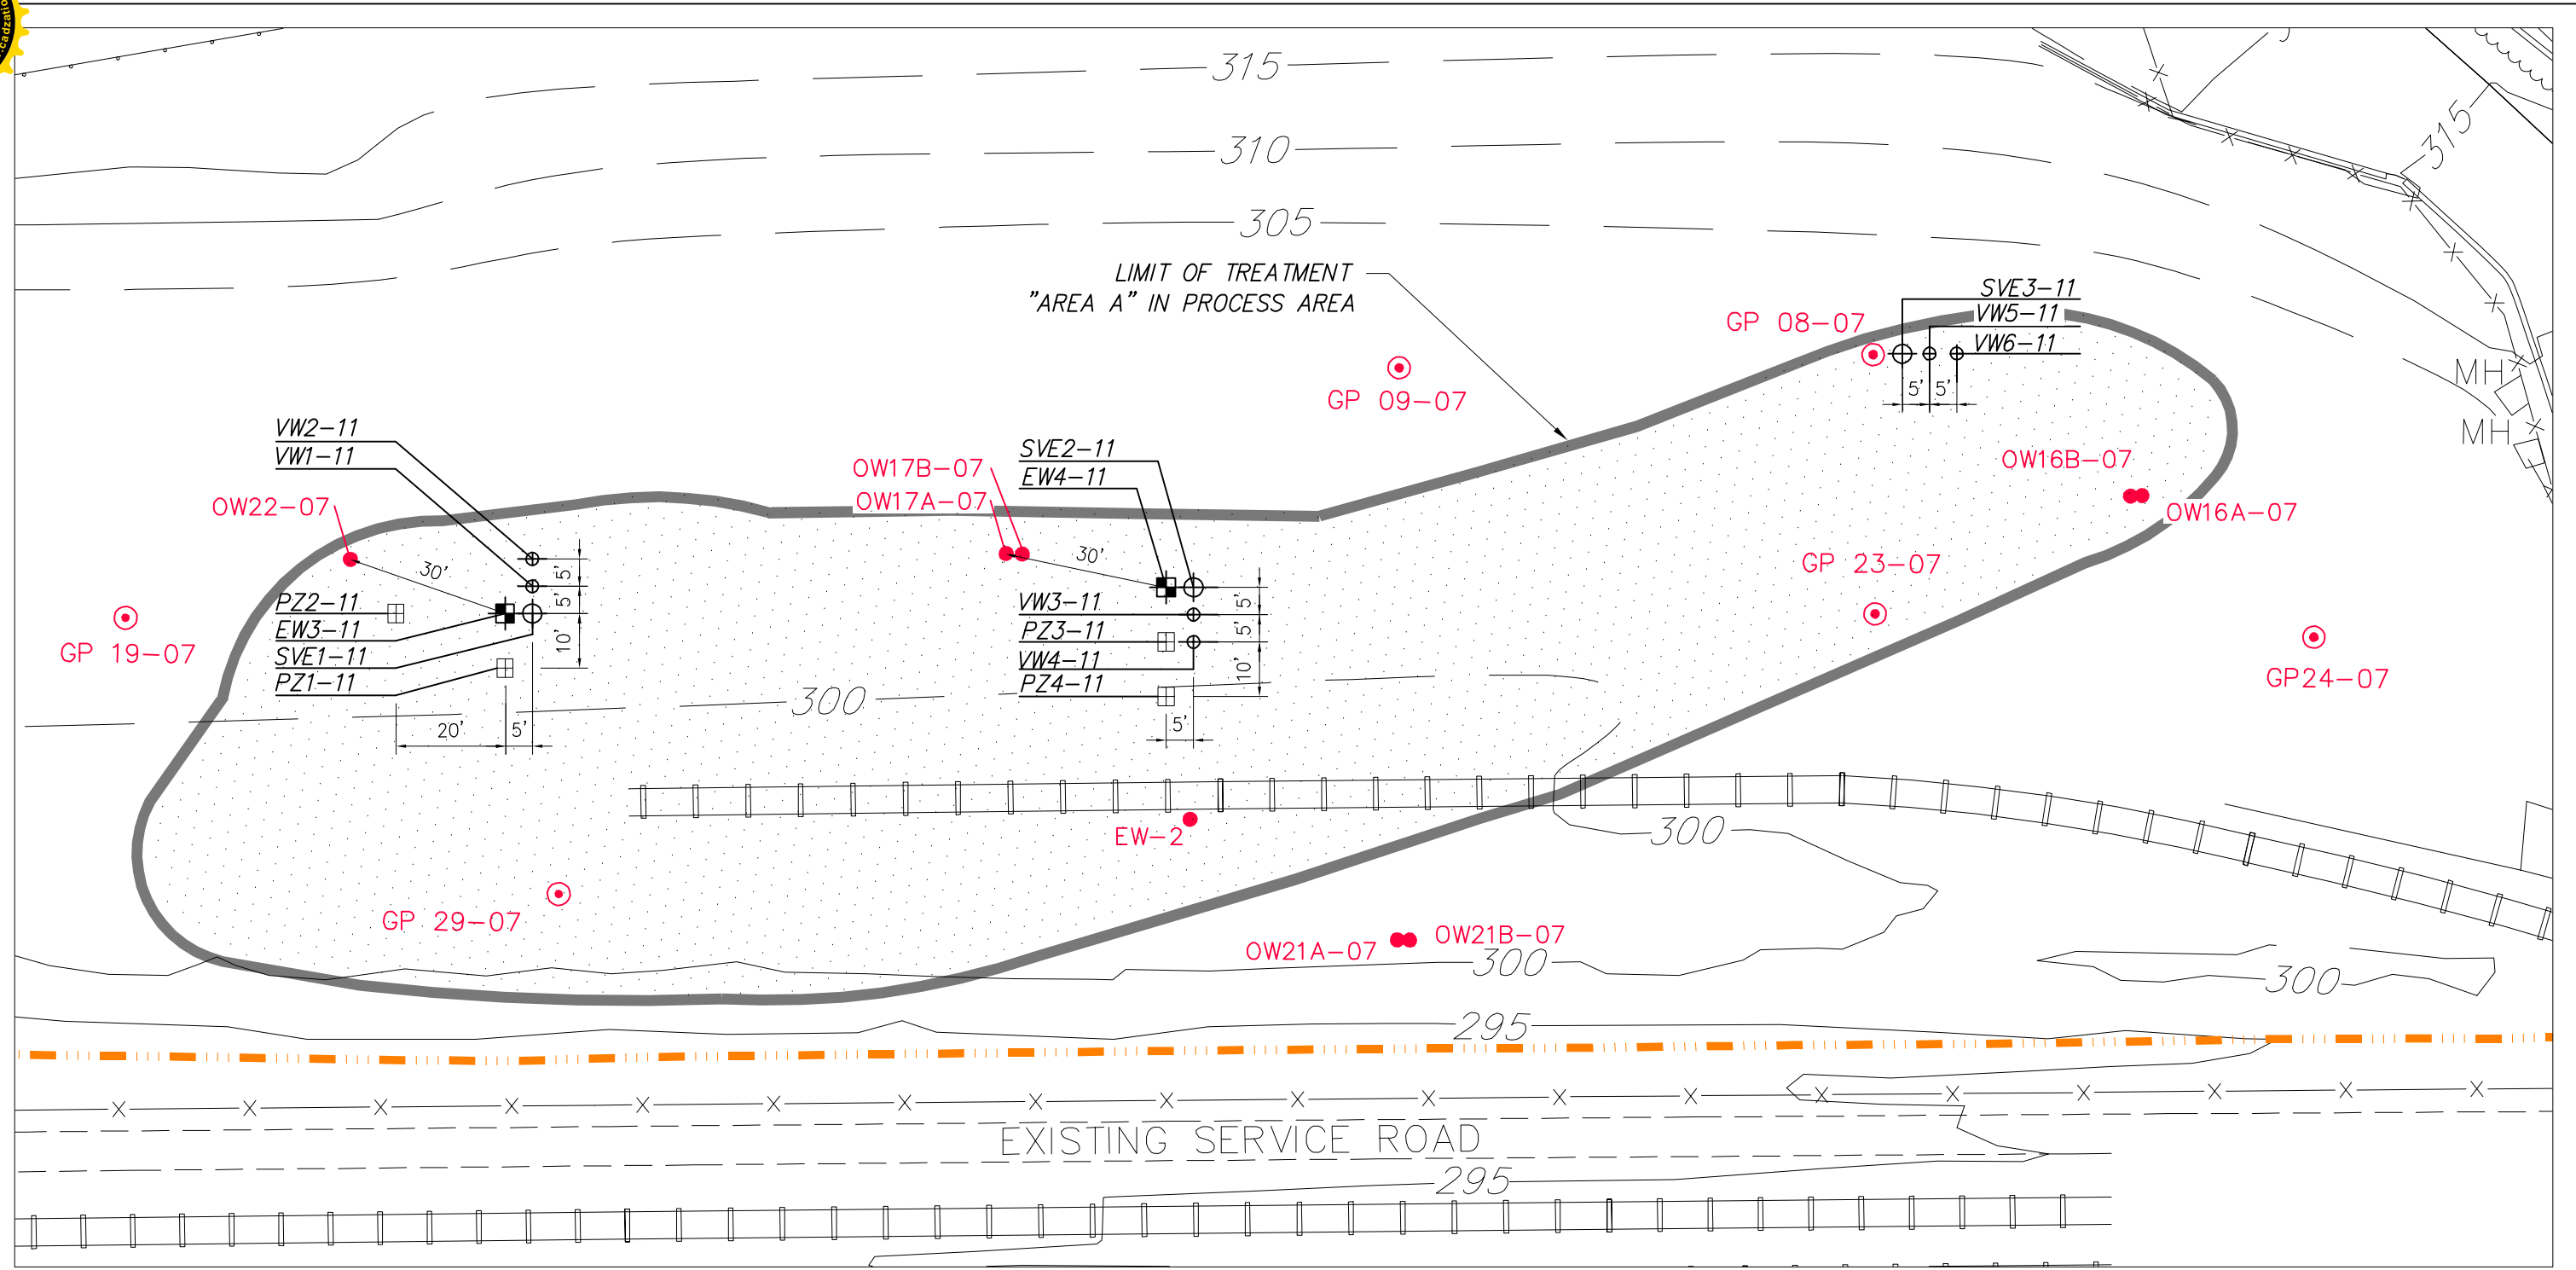 .cadzatio
315
310
315
305
LIMIT OF TREATMENT
"AREA A" IN PROCESS AREA
SVE3-11
VW5-11
VW6-11
GP 08-07
5'
5'
GP 09-07
MH
MH
VW2-11
VW1-11
OW22-07
SVE2-11
EW4-11
OW17B-07
OW17A-07
OW16B-07
OW16A-07
30'
5'
5'
10'
30'
5'
5'
10'
GP 23-07
PZ2-11
EW3-11
SVE1-11
PZ1-11
VW3-11
PZ3-11
VW4-11
PZ4-11
GP 19-07
GP24-07
300
20'
5'
5'
EW-2
300
GP 29-07
OW21A-07
OW21B-07
300
300
295
EXISTING SERVICE ROAD
295